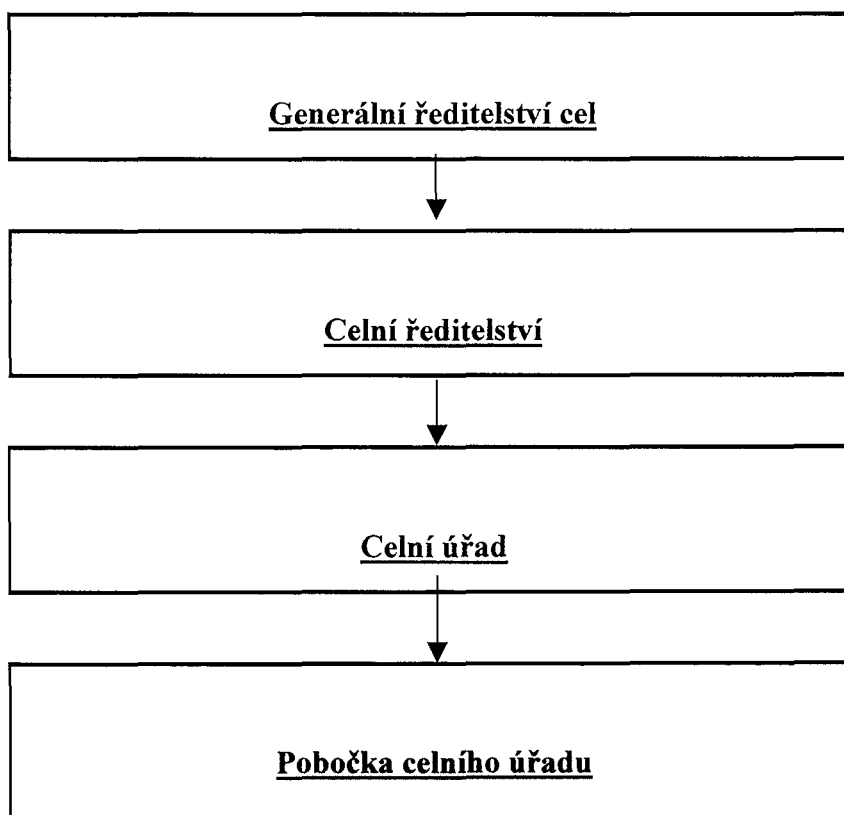 Generální ředitelství cel
Celní ředitelství
Celní úřad
Pobočka celního úřadu